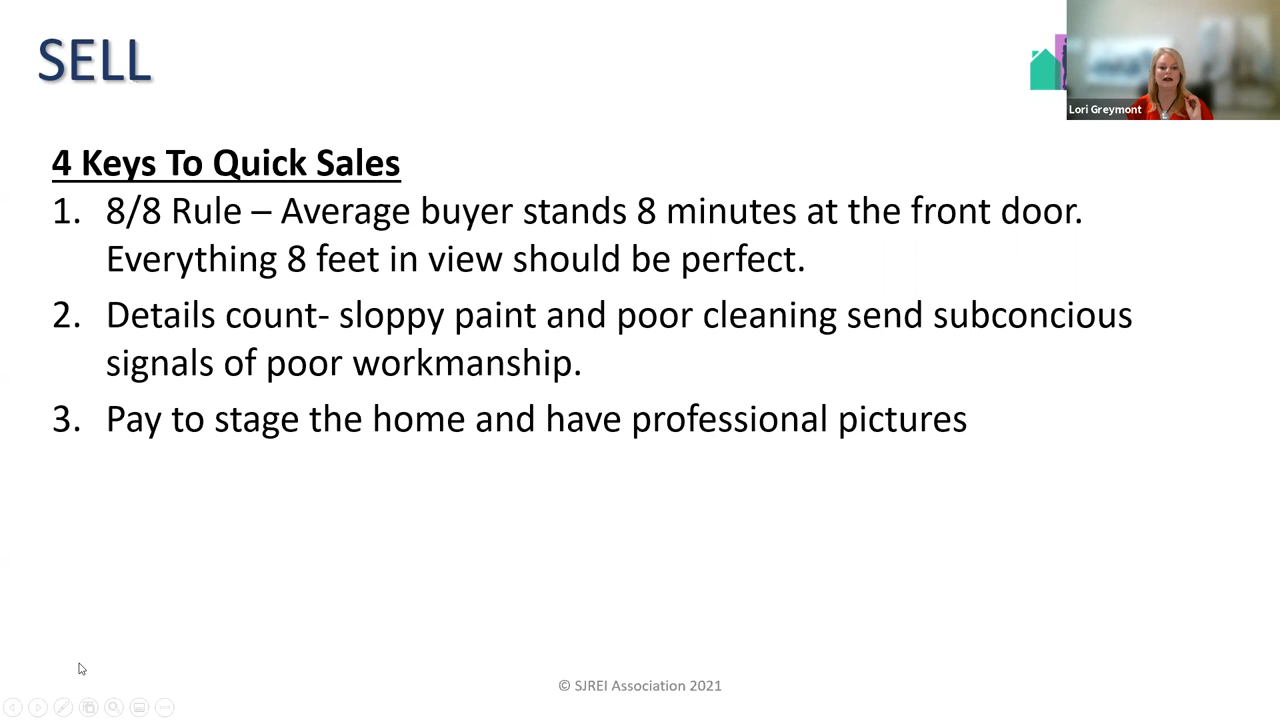 SELL
Lori Greymont
4 Keys To Quick Sales
1. 8/8 Rule – Average buyer stands 8 minutes at the front door.
Everything 8 feet in view should be perfect.
2. Details count- sloppy paint and poor cleaning send subconcious
signals of poor workmanship.
3. Pay to stage the home and have professional pictures
© SJREI Association 2021